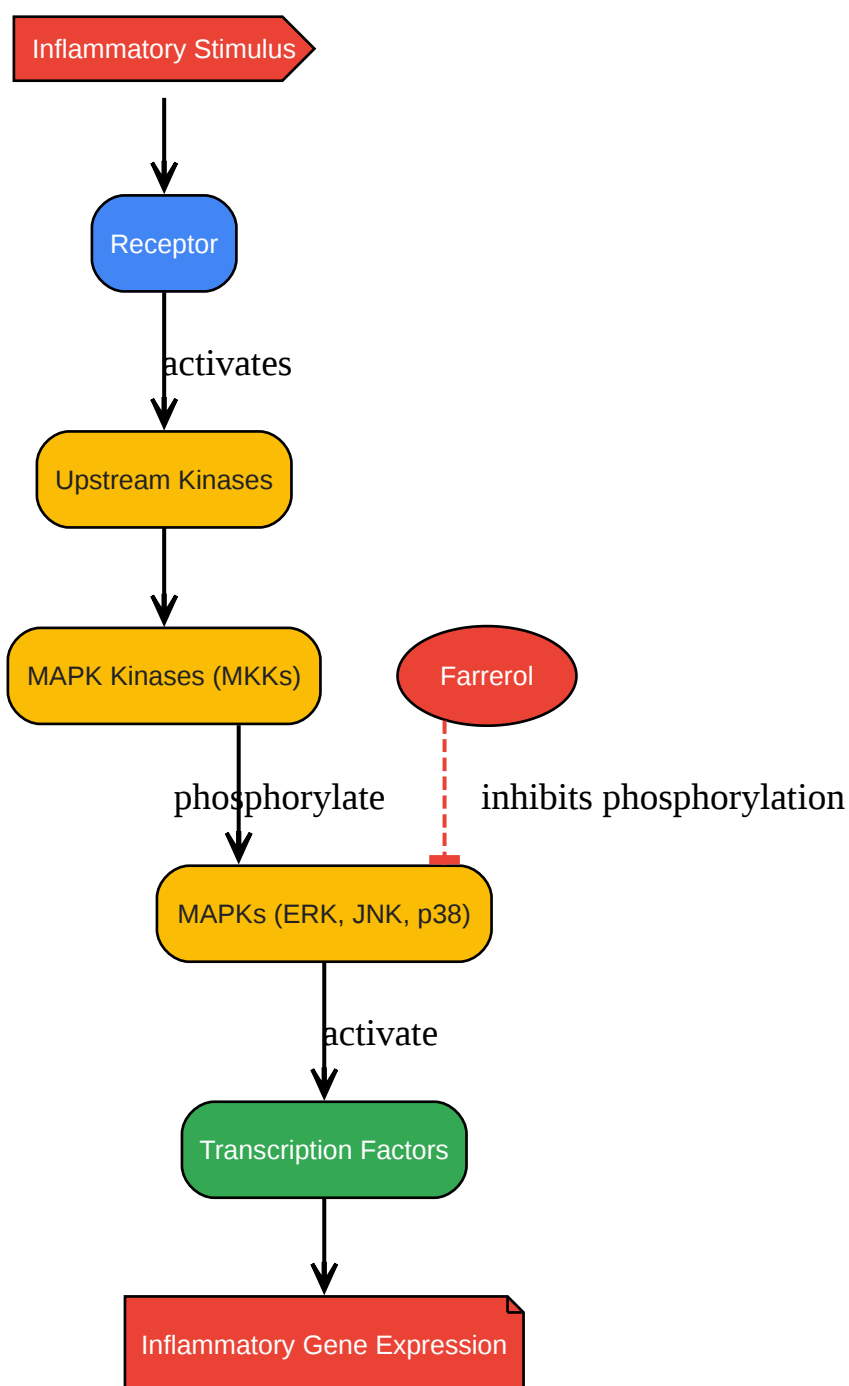 Inflammatory Stimulus
Receptor
activates
Upstream Kinases
MAPK Kinases (MKKs)
Farrerol
phosphorylate
inhibits phosphorylation
MAPKs (ERK, JNK, p38)
activate
Transcription Factors
Inflammatory Gene Expression